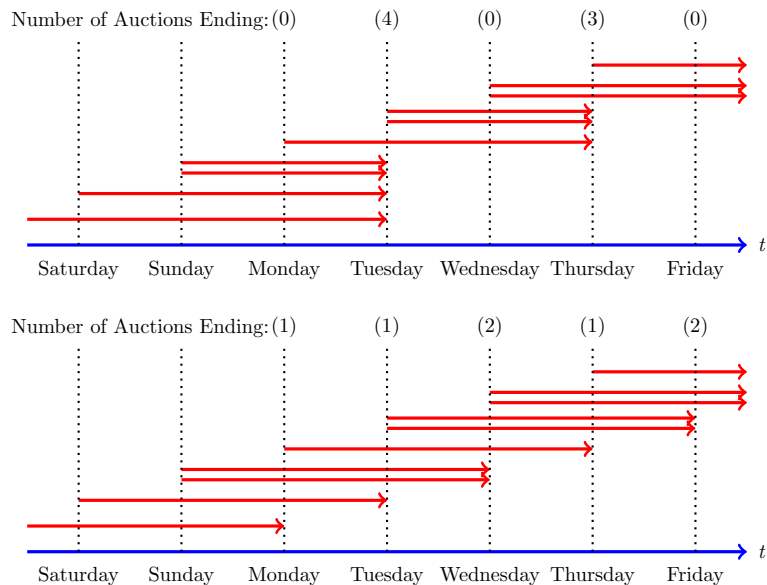 Number of Auctions Ending: (0) (4) (0) (3) (0)
t
Saturday Sunday Monday Tuesday Wednesday Thursday Friday
Number of Auctions Ending: (1) (1) (2) (1) (2)
t
Saturday Sunday Monday Tuesday Wednesday Thursday Friday